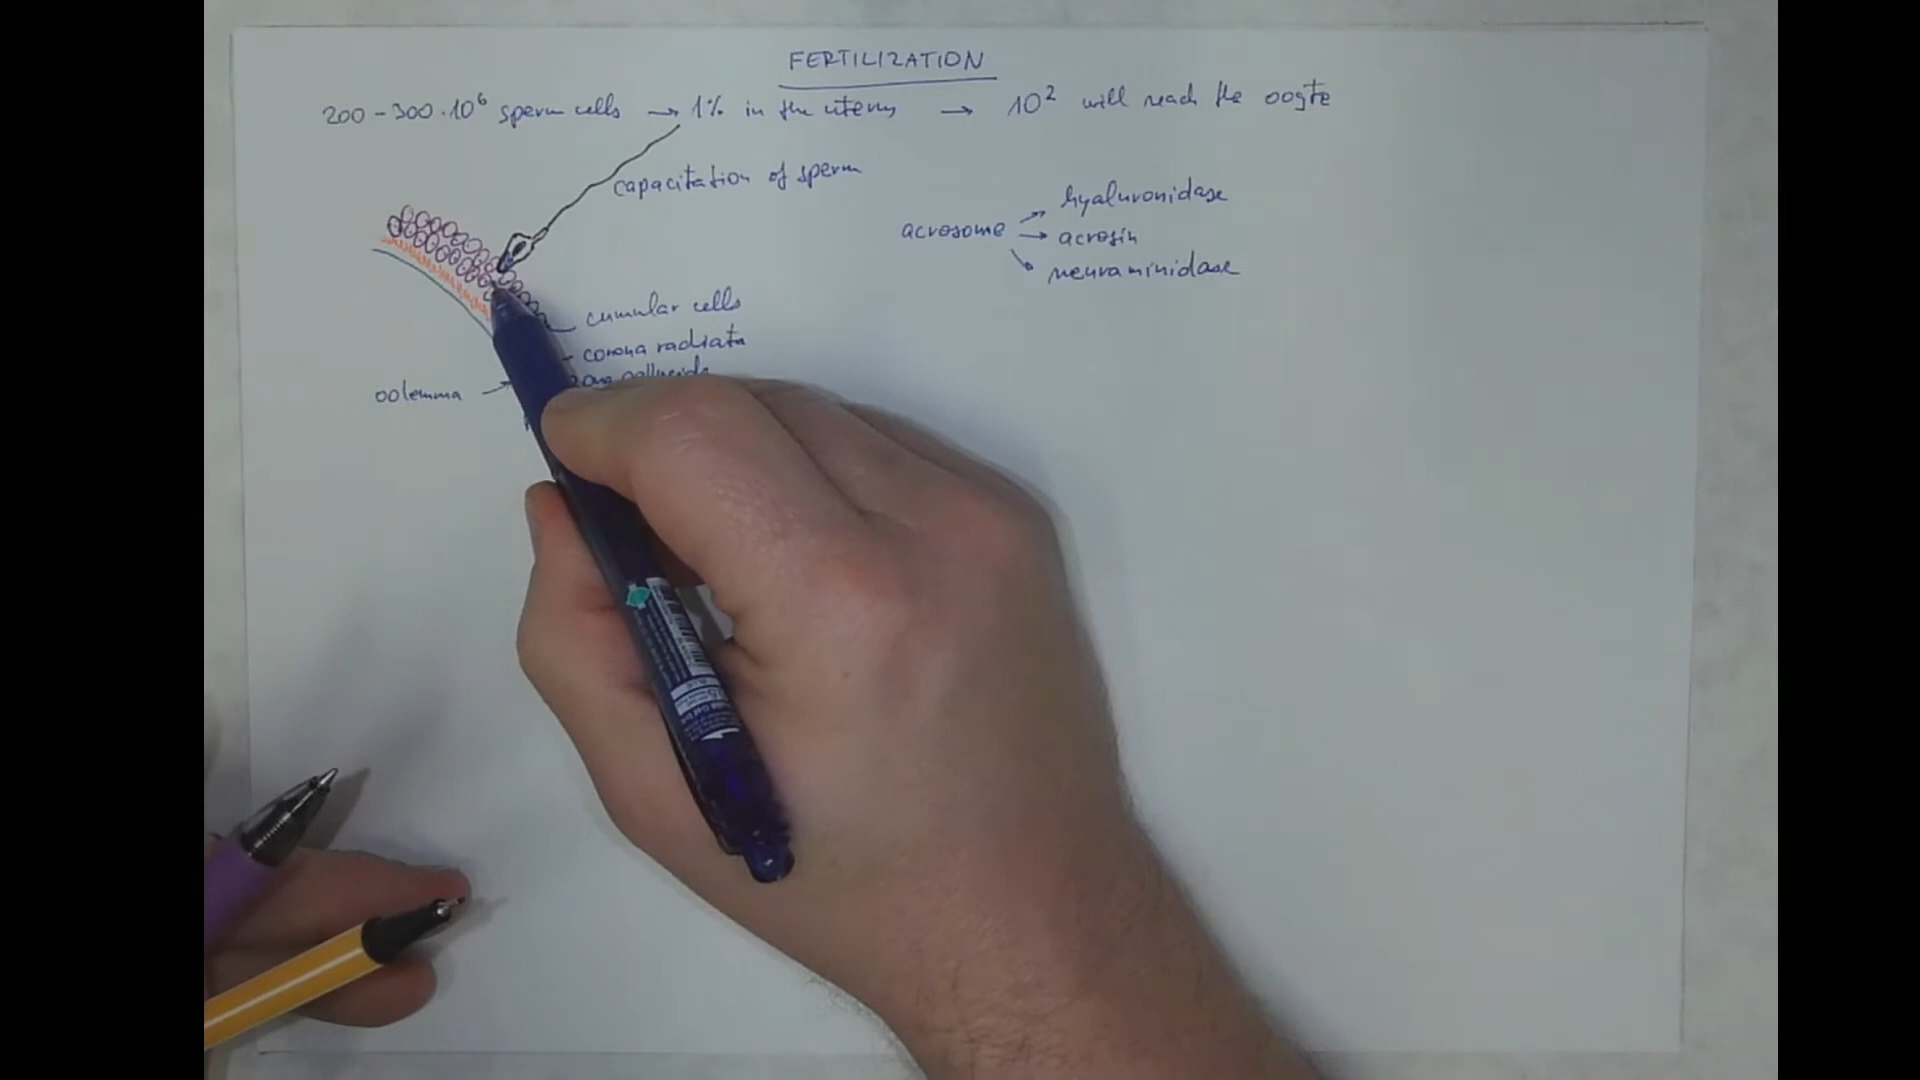 FERTILIZATION
200-300·10⁶ sperm cells → 1% in the uterus → 10² will reach the oocyte
capacitation of sperm
hyaluronidase
acrosome → acrosin
neuraminidase
cumular cells
corona radiata
oolemma